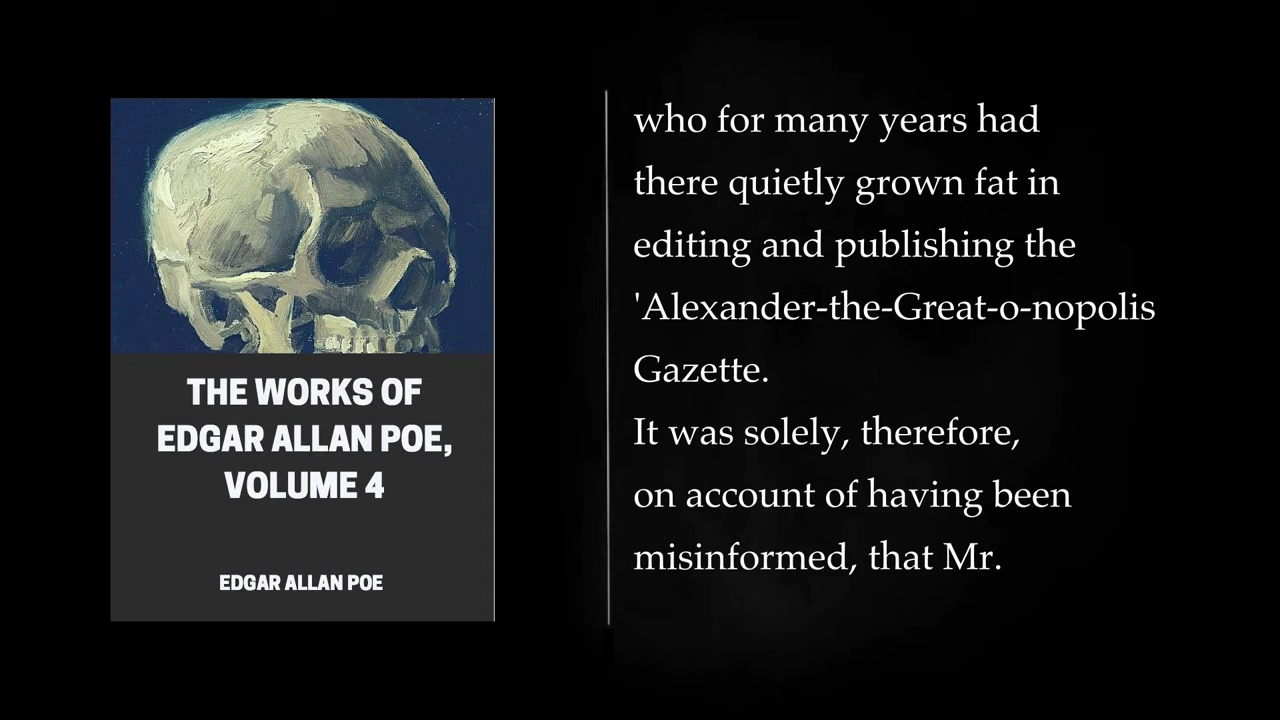 THE WORKS OF
EDGAR ALLAN POE,
VOLUME 4
EDGAR ALLAN POE
who for many years had
there quietly grown fat in
editing and publishing the
'Alexander-the-Great-o-nopolis
Gazette.
It was solely, therefore,
on account of having been
misinformed, that Mr.